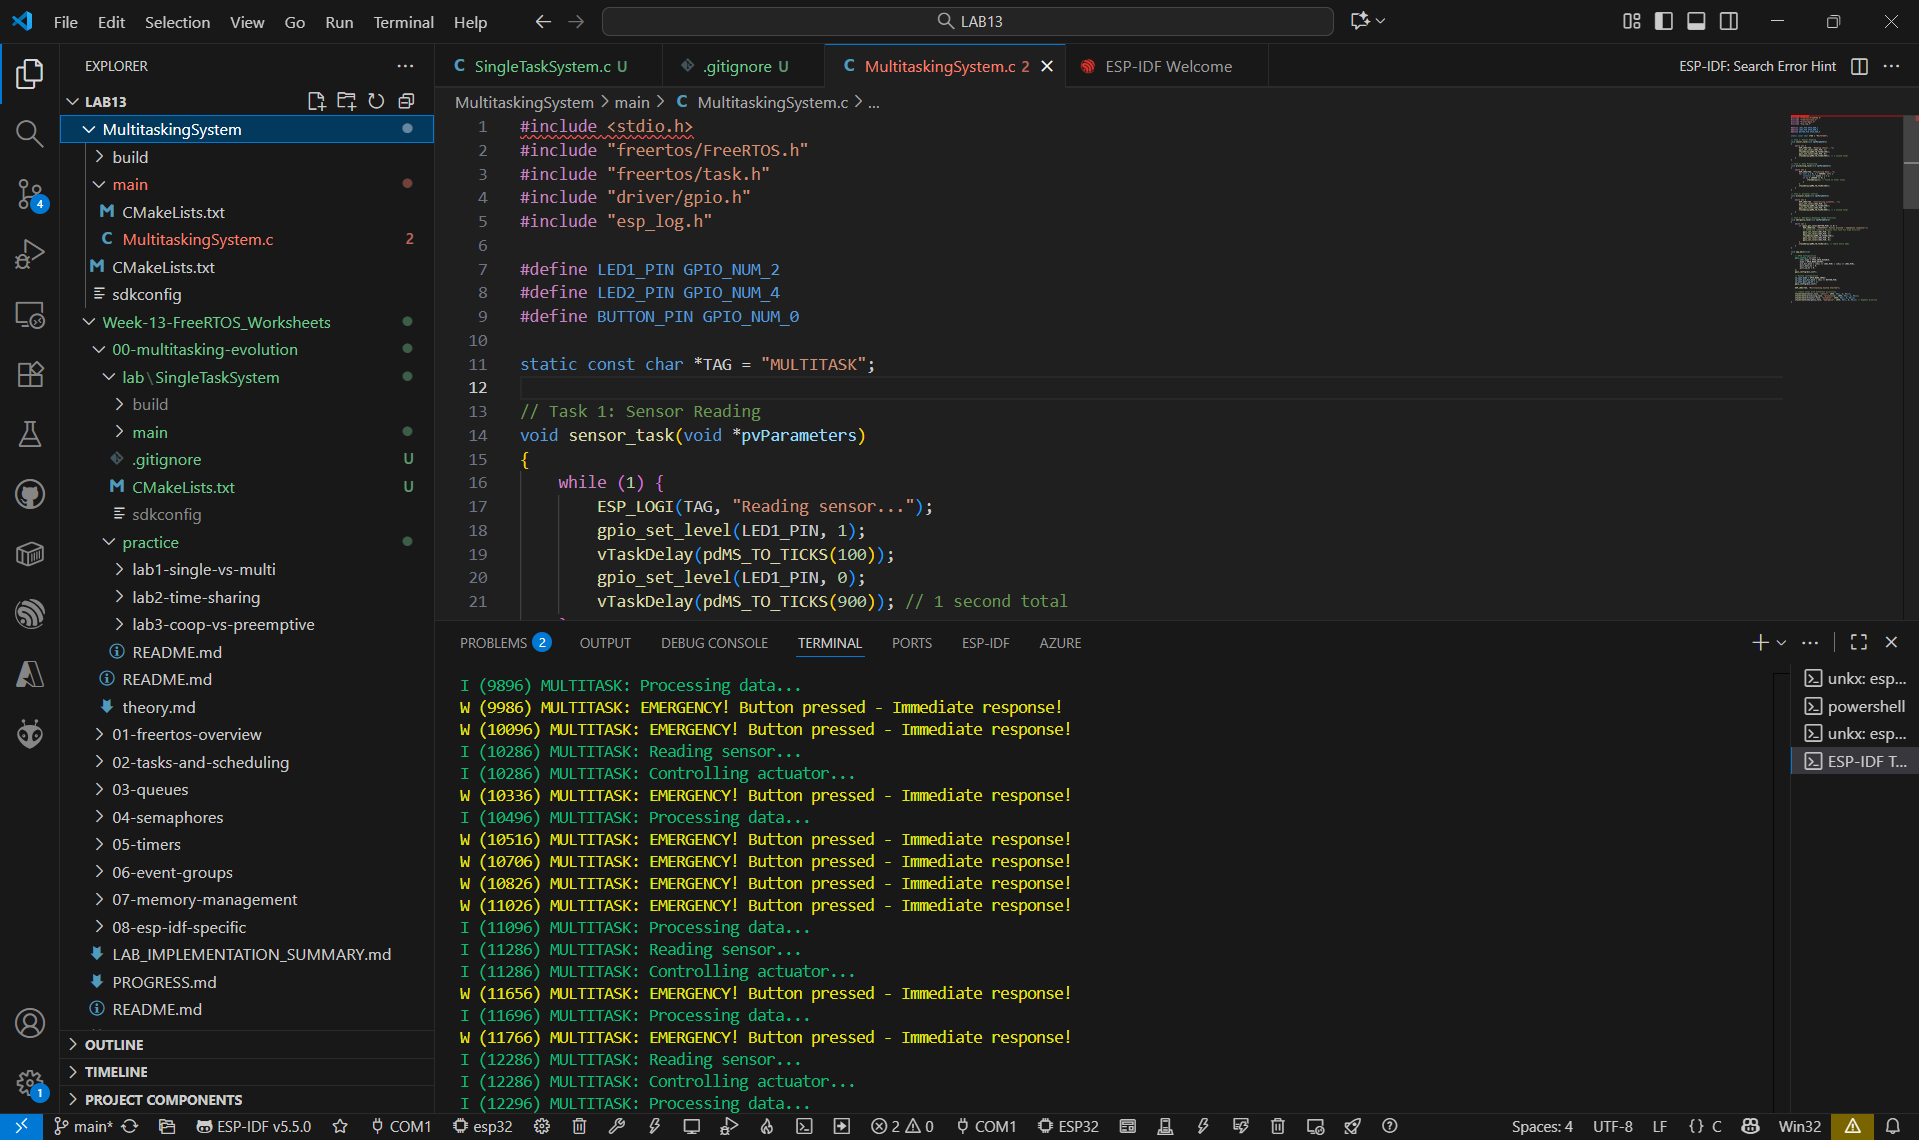 File Edit Selection View Go Run Terminal Help
LAB13
EXPLORER
LAB13
MultitaskingSystem
build
main
CMakeLists.txt
MultitaskingSystem.c 2
CMakeLists.txt
sdkconfig
Week-13-FreeRTOS_Worksheets
00-multitasking-evolution
lab\SingleTaskSystem
build
main
.gitignore U
CMakeLists.txt U
sdkconfig
practice
lab1-single-vs-multi
lab2-time-sharing
lab3-coop-vs-preemptive
README.md
README.md
theory.md
01-freertos-overview
02-tasks-and-scheduling
03-queues
04-semaphores
05-timers
06-event-groups
07-memory-management
08-esp-idf-specific
LAB_IMPLEMENTATION_SUMMARY.md
PROGRESS.md
README.md
OUTLINE
TIMELINE
PROJECT COMPONENTS
4
1
SingleTaskSystem.c U
.gitignore U
MultitaskingSystem.c 2
ESP-IDF Welcome
ESP-IDF: Search Error Hint
MultitaskingSystem > main > C MultitaskingSystem.c > ...
1 #include <stdio.h>
2 #include "freertos/FreeRTOS.h"
3 #include "freertos/task.h"
4 #include "driver/gpio.h"
5 #include "esp_log.h"
6
7 #define LED1_PIN GPIO_NUM_2
8 #define LED2_PIN GPIO_NUM_4
9 #define BUTTON_PIN GPIO_NUM_0
10
11 static const char *TAG = "MULTITASK";
12
13 // Task 1: Sensor Reading
14 void sensor_task(void *pvParameters)
15 {
16 while (1) {
17 ESP_LOGI(TAG, "Reading sensor...");
18 gpio_set_level(LED1_PIN, 1);
19 vTaskDelay(pdMS_TO_TICKS(100));
20 gpio_set_level(LED1_PIN, 0);
21 vTaskDelay(pdMS_TO_TICKS(900)); // 1 second total
PROBLEMS 2 OUTPUT DEBUG CONSOLE TERMINAL PORTS ESP-IDF AZURE
I (9896) MULTITASK: Processing data...
W (9986) MULTITASK: EMERGENCY! Button pressed - Immediate response!
W (10096) MULTITASK: EMERGENCY! Button pressed - Immediate response!
I (10286) MULTITASK: Reading sensor...
I (10286) MULTITASK: Controlling actuator...
W (10336) MULTITASK: EMERGENCY! Button pressed - Immediate response!
I (10496) MULTITASK: Processing data...
W (10516) MULTITASK: EMERGENCY! Button pressed - Immediate response!
W (10706) MULTITASK: EMERGENCY! Button pressed - Immediate response!
W (10826) MULTITASK: EMERGENCY! Button pressed - Immediate response!
W (11026) MULTITASK: EMERGENCY! Button pressed - Immediate response!
I (11096) MULTITASK: Processing data...
I (11286) MULTITASK: Reading sensor...
I (11286) MULTITASK: Controlling actuator...
W (11656) MULTITASK: EMERGENCY! Button pressed - Immediate response!
I (11696) MULTITASK: Processing data...
W (11766) MULTITASK: EMERGENCY! Button pressed - Immediate response!
I (12286) MULTITASK: Reading sensor...
I (12286) MULTITASK: Controlling actuator...
I (12296) MULTITASK: Processing data...
unkx: esp...
powershell
unkx: esp...
ESP-IDF T...
main* ESP-IDF v5.5.0 COM1 esp32 2 0 COM1 ESP32 Spaces: 4 UTF-8 LF {} C Win32